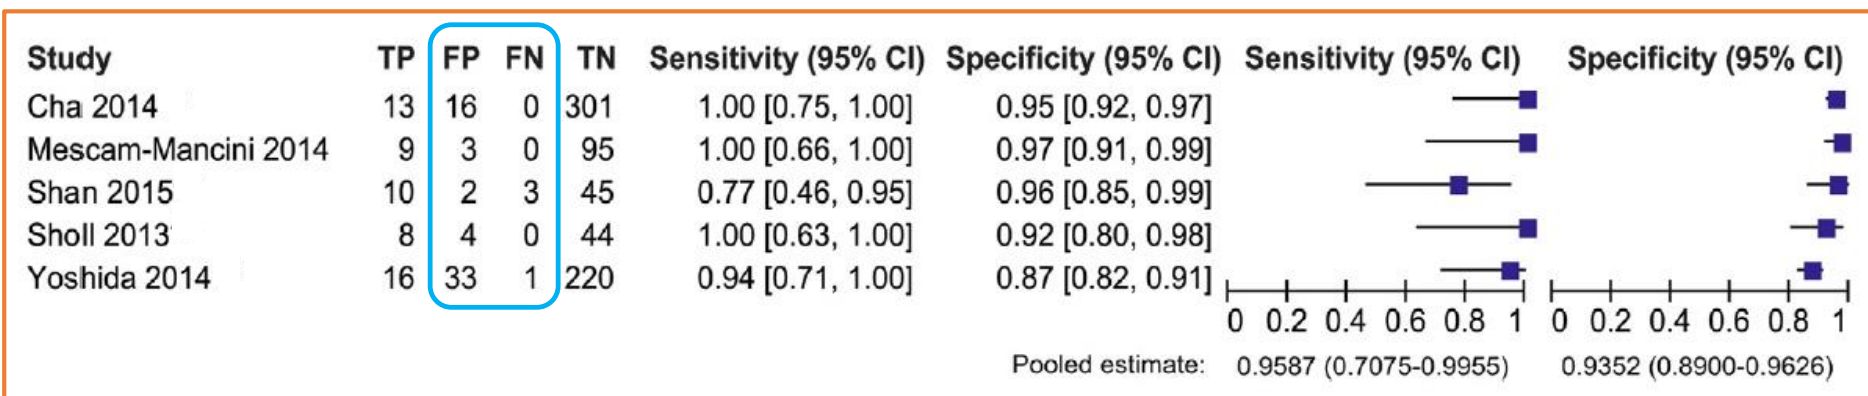 Study TP FP FN TN Sensitivity (95% CI) Specificity (95% CI) Sensitivity (95% CI) Specificity (95% CI)
Cha 2014 13 16 0 301 1.00 [0.75, 1.00] 0.95 [0.92, 0.97]
Mescam-Mancini 2014 9 3 0 95 1.00 [0.66, 1.00] 0.97 [0.91, 0.99]
Shan 2015 10 2 3 45 0.77 [0.46, 0.95] 0.96 [0.85, 0.99]
Sholl 2013 8 4 0 44 1.00 [0.63, 1.00] 0.92 [0.80, 0.98]
Yoshida 2014 16 33 1 220 0.94 [0.71, 1.00] 0.87 [0.82, 0.91]
0 0.2 0.4 0.6 0.8 1 0 0.2 0.4 0.6 0.8 1
Pooled estimate: 0.9587 (0.7075-0.9955) 0.9352 (0.8900-0.9626)